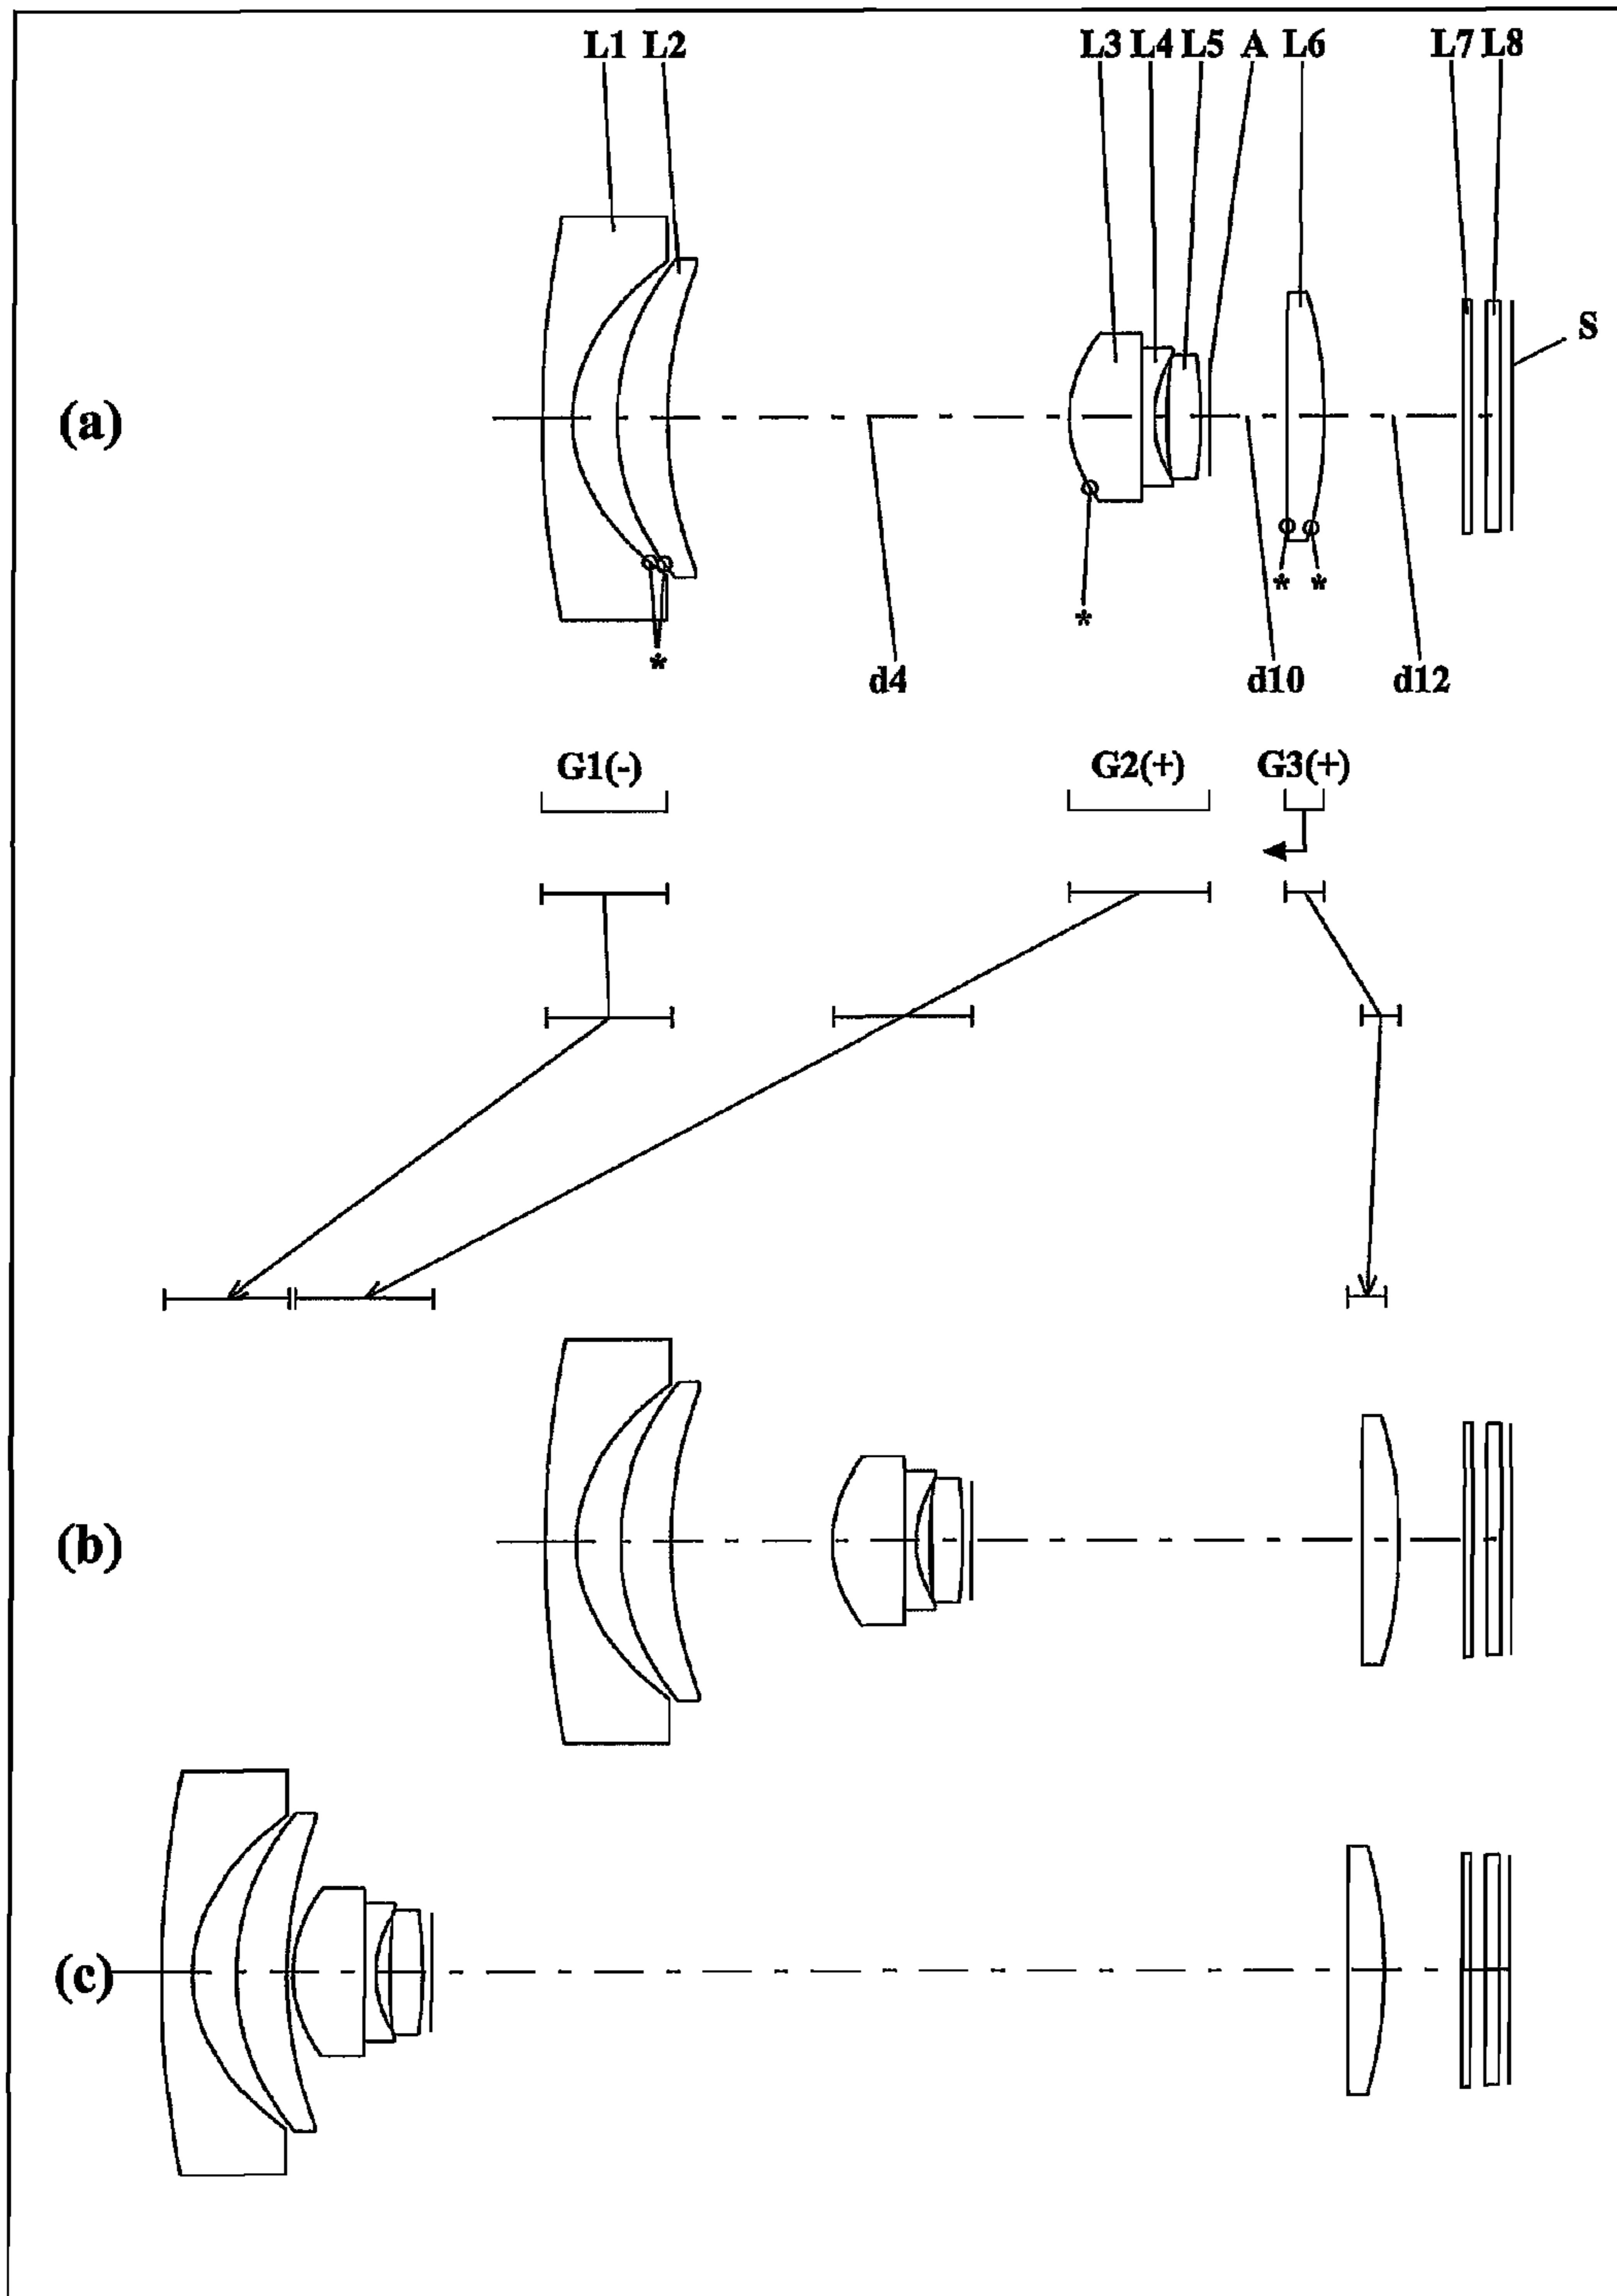 L1 L2 L3 L4 L5 A L6 L7 L8
S
(a)
* *
*
*
d4 d10 d12
G1(-) G2(+) G3(+)
(b)
(c)